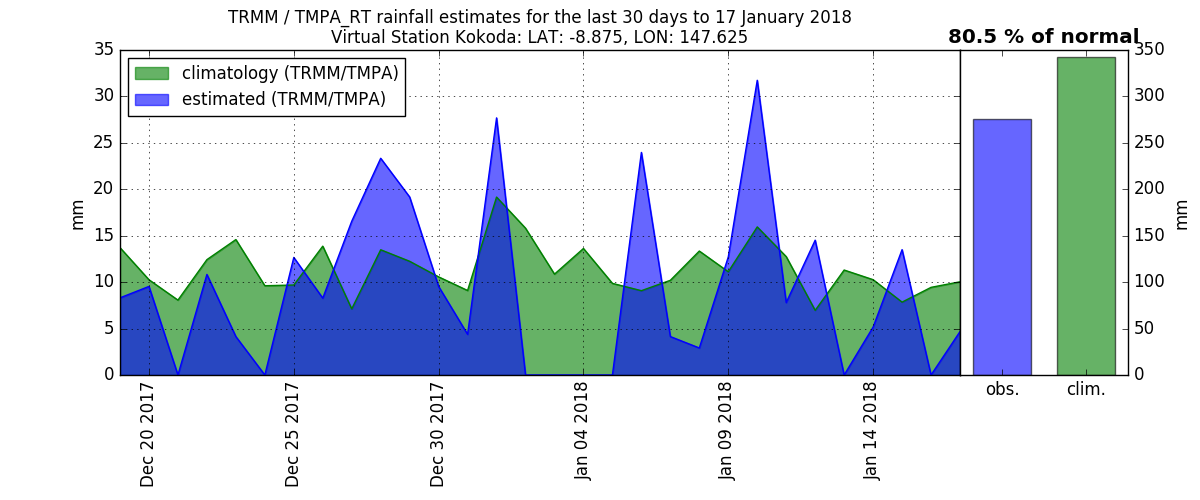 TRMM / TMPA_RT rainfall estimates for the last 30 days to 17 January 2018
Virtual Station Kokoda: LAT: -8.875, LON: 147.625
80.5 % of normal
climatology (TRMM/TMPA)
estimated (TRMM/TMPA)
35
30
25
20
15
10
5
0
mm
Dec 20 2017
Dec 25 2017
Dec 30 2017
Jan 04 2018
Jan 09 2018
Jan 14 2018
350
300
250
200
150
100
50
0
mm
obs.
clim.